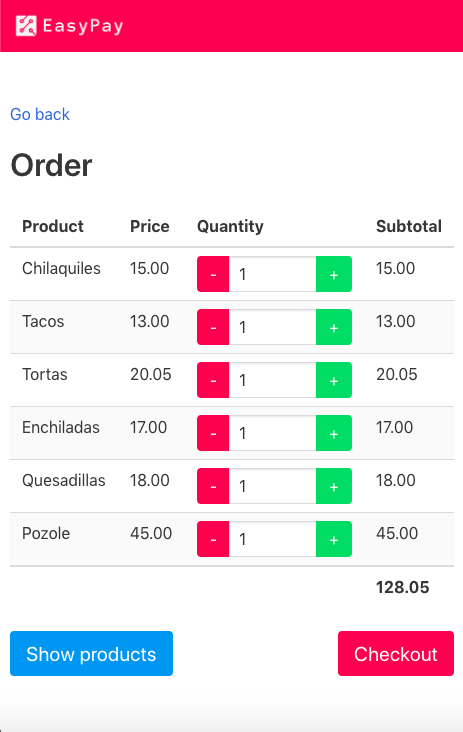 EasyPay
Go back
Order
Product Price Quantity Subtotal
Chilaquiles 15.00 - 1 + 15.00
Tacos 13.00 - 1 + 13.00
Tortas 20.05 - 1 + 20.05
Enchiladas 17.00 - 1 + 17.00
Quesadillas 18.00 - 1 + 18.00
Pozole 45.00 - 1 + 45.00
128.05
Show products Checkout